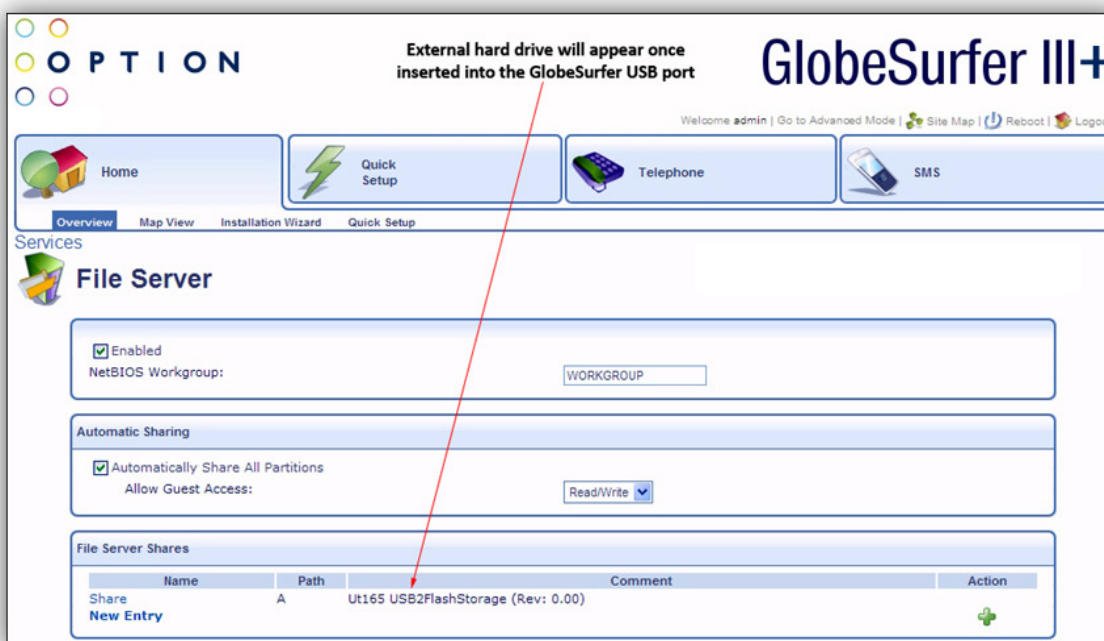 OPTION
External hard drive will appear once
inserted into the GlobeSurfer USB port
GlobeSurfer III+
Welcome admin | Go to Advanced Mode | Site Map | Reboot | Logou
Home
Quick
Setup
Telephone
SMS
Overview Map View Installation Wizard Quick Setup
Services
File Server
Enabled
NetBIOS Workgroup: WORKGROUP
Automatic Sharing
Automatically Share All Partitions
Allow Guest Access: Read/Write
File Server Shares
Name Path Comment Action
Share A Ut165 USB2FlashStorage (Rev: 0.00)
New Entry